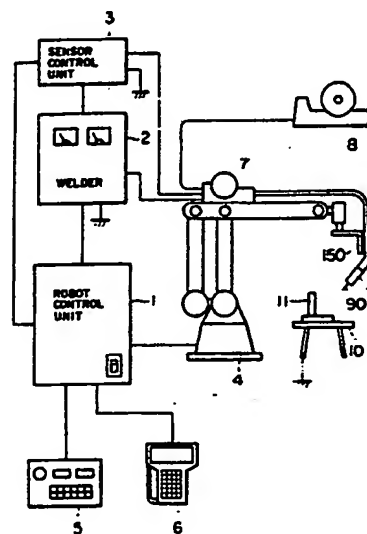 3
SENSOR
CONTROL
UNIT
2
WELDER
8
7
150
90
11
10
1
ROBOT
CONTROL
UNIT
4
5
6